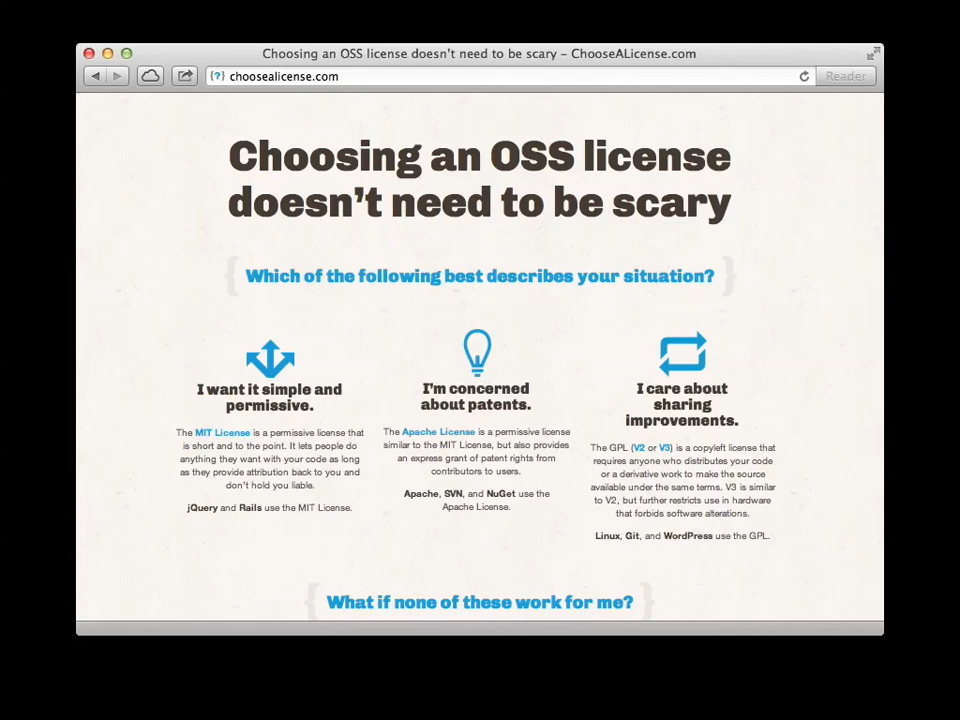 Choosing an OSS license doesn't need to be scary – ChooseALicense.com
{?} choosealicense.com
Reader
Choosing an OSS license
doesn't need to be scary
{ Which of the following best describes your situation? }
I want it simple and
permissive.
The MIT License is a permissive license that
is short and to the point. It lets people do
anything they want with your code as long
as they provide attribution back to you and
don't hold you liable.
jQuery and Rails use the MIT License.
I'm concerned
about patents.
The Apache License is a permissive license
similar to the MIT License, but also provides
an express grant of patent rights from
contributors to users.
Apache, SVN, and NuGet use the
Apache License.
I care about
sharing
improvements.
The GPL (V2 or V3) is a copyleft license that
requires anyone who distributes your code
or a derivative work to make the source
available under the same terms. V3 is similar
to V2, but further restricts use in hardware
that forbids software alterations.
Linux, Git, and WordPress use the GPL.
{ What if none of these work for me? }